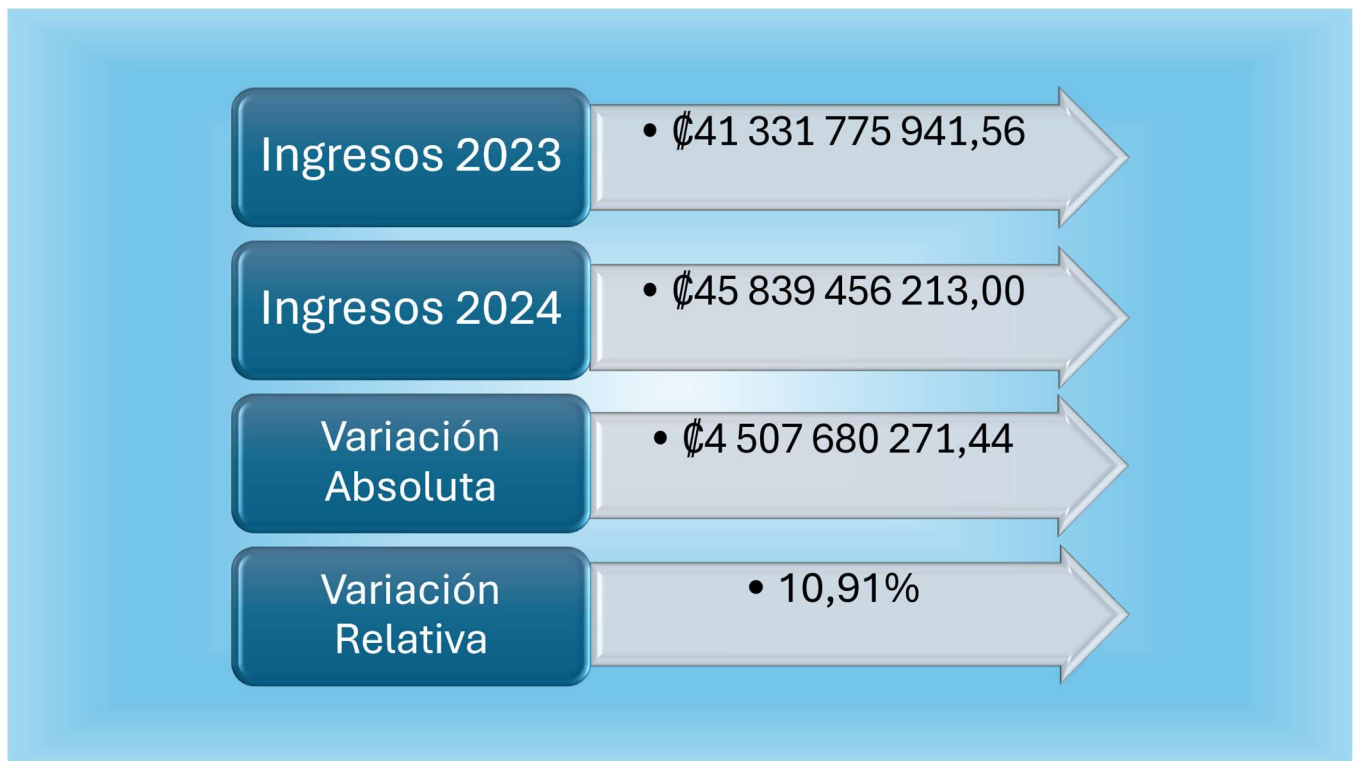 Ingresos 2023
• ₡41 331 775 941,56
Ingresos 2024
• ₡45 839 456 213,00
Variación
Absoluta
• ₡4 507 680 271,44
Variación
Relativa
• 10,91%